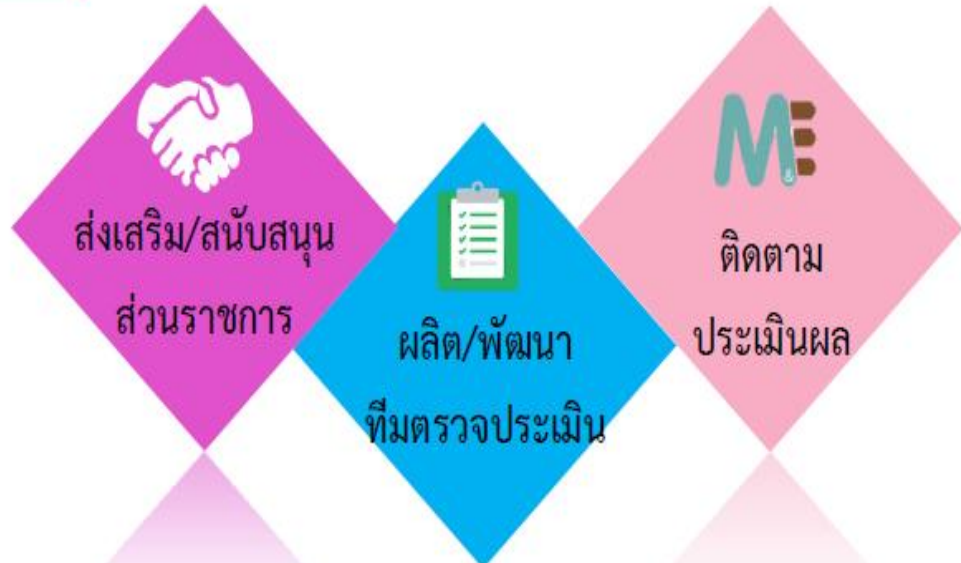 ส่งเสริม/สนับสนุน
ส่วนราชการ
ผลิต/พัฒนา
ทีมตรวจประเมิน
M&E
ติดตาม
ประเมินผล